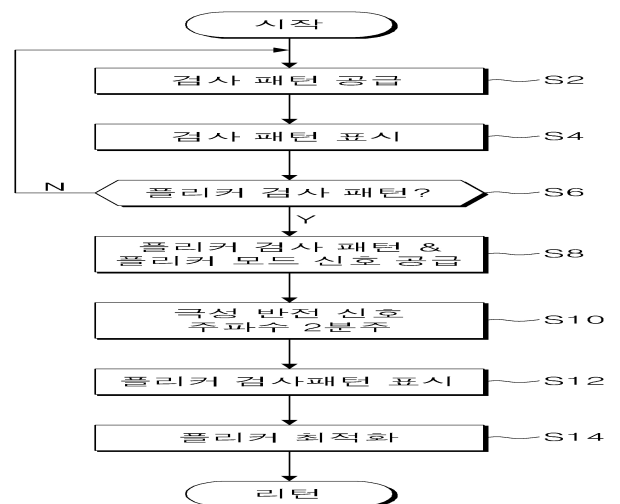 시작
검사 패턴 공급
S2
검사 패턴 표시
S4
플리커 검사 패턴?
S6
N
Y
플리커 검사 패턴 &
플리커 모드 신호 공급
S8
극성 반전 신호
주파수 2분주
S10
플리커 검사패턴 표시
S12
플리커 최적화
S14
리턴